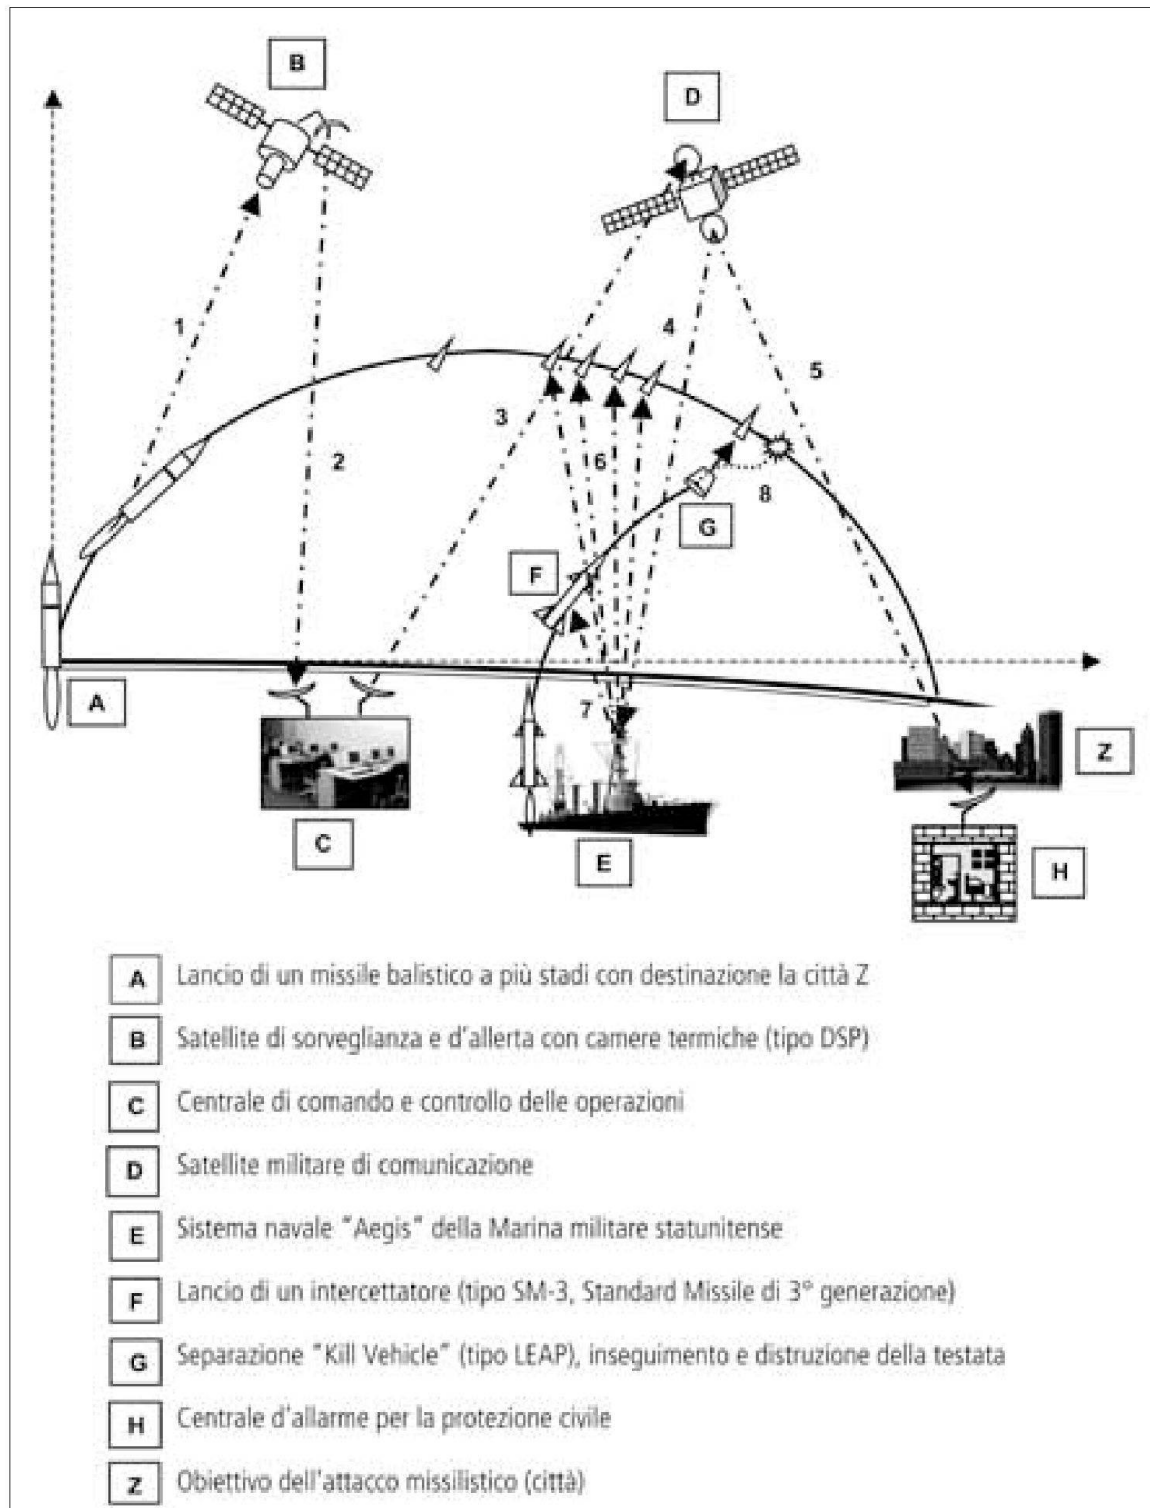 B
D
1
4
5
3
2
6
8
G
F
A
7
Z
C
E
H
A Lancio di un missile balistico a più stadi con destinazione la città Z
B Satellite di sorveglianza e d'allerta con camere termiche (tipo DSP)
C Centrale di comando e controllo delle operazioni
D Satellite militare di comunicazione
E Sistema navale "Aegis" della Marina militare statunitense
F Lancio di un intercettatore (tipo SM-3, Standard Missile di 3° generazione)
G Separazione "Kill Vehicle" (tipo LEAP), inseguimento e distruzione della testata
H Centrale d'allarme per la protezione civile
Z Obiettivo dell'attacco missilistico (città)